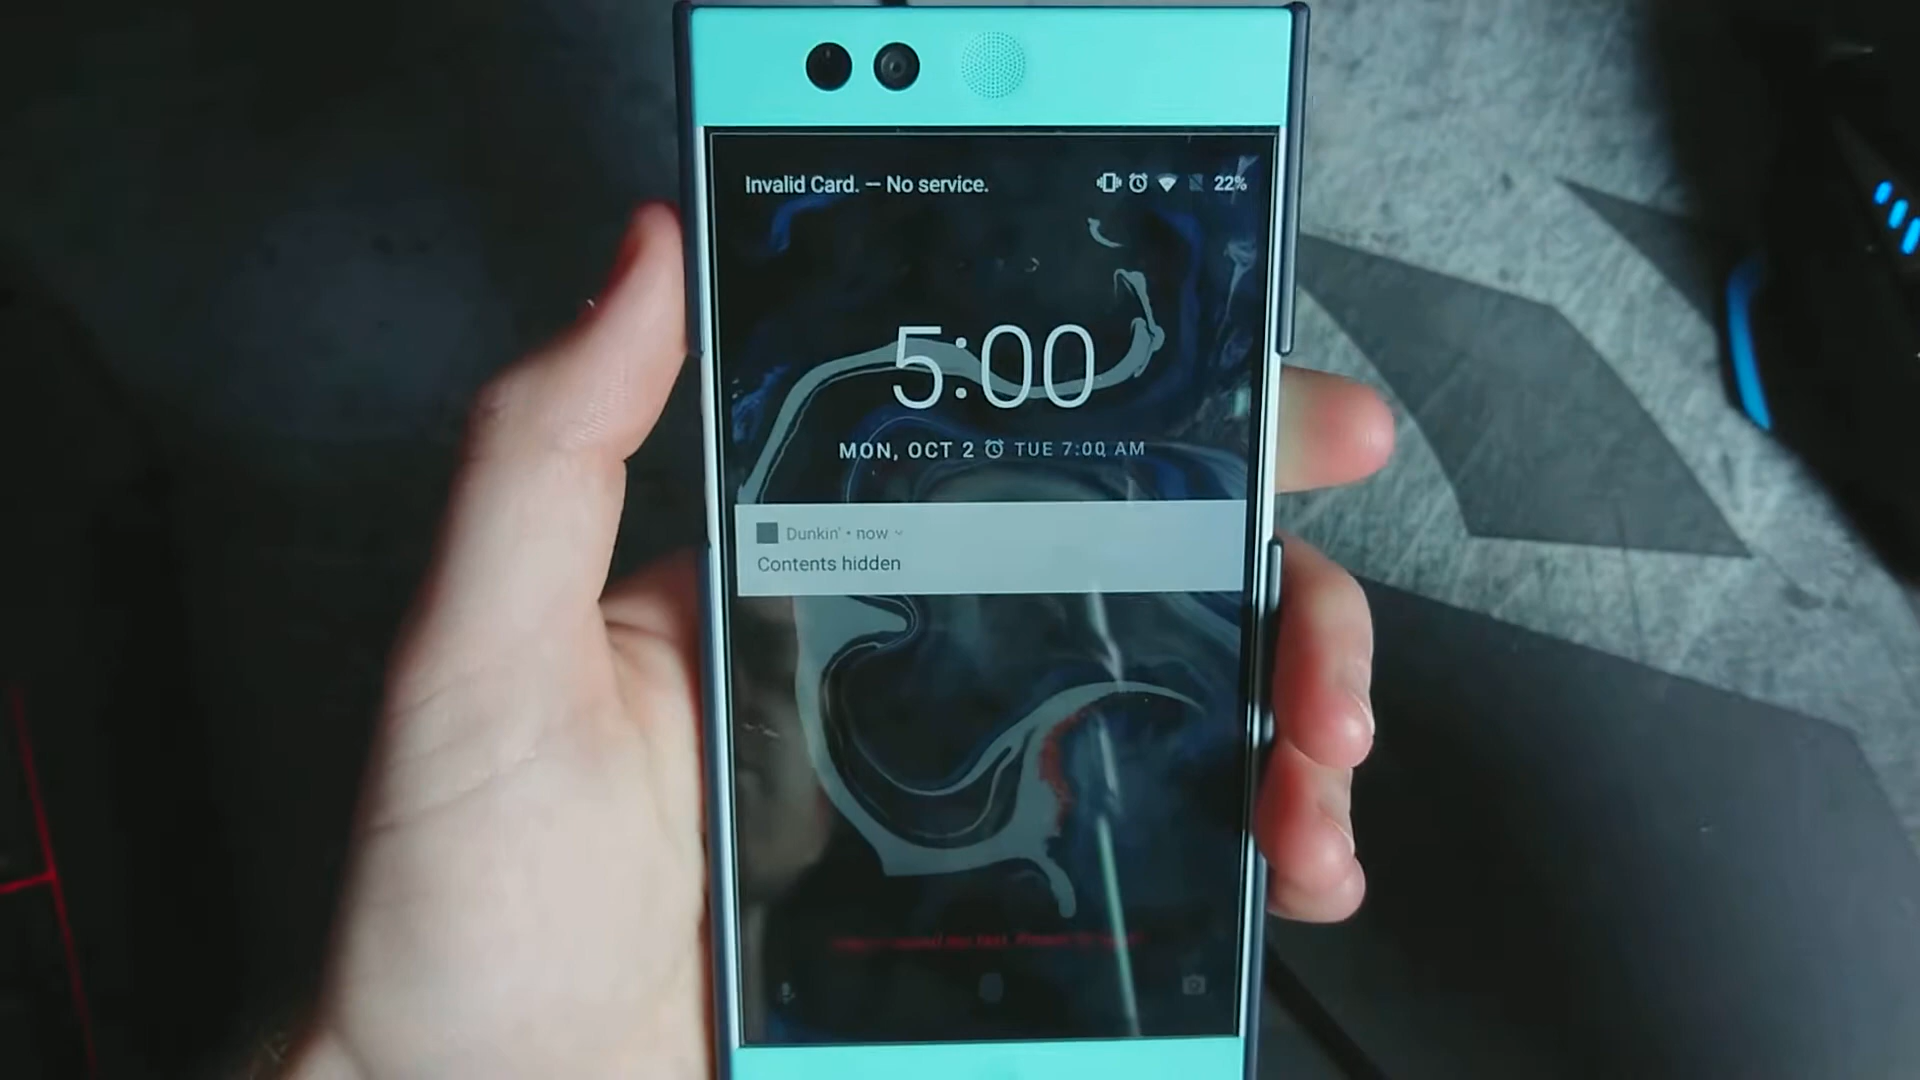 Invalid Card. — No service. 22%
5:00
MON, OCT 2 TUE 7:00 AM
Dunkin' • now
Contents hidden